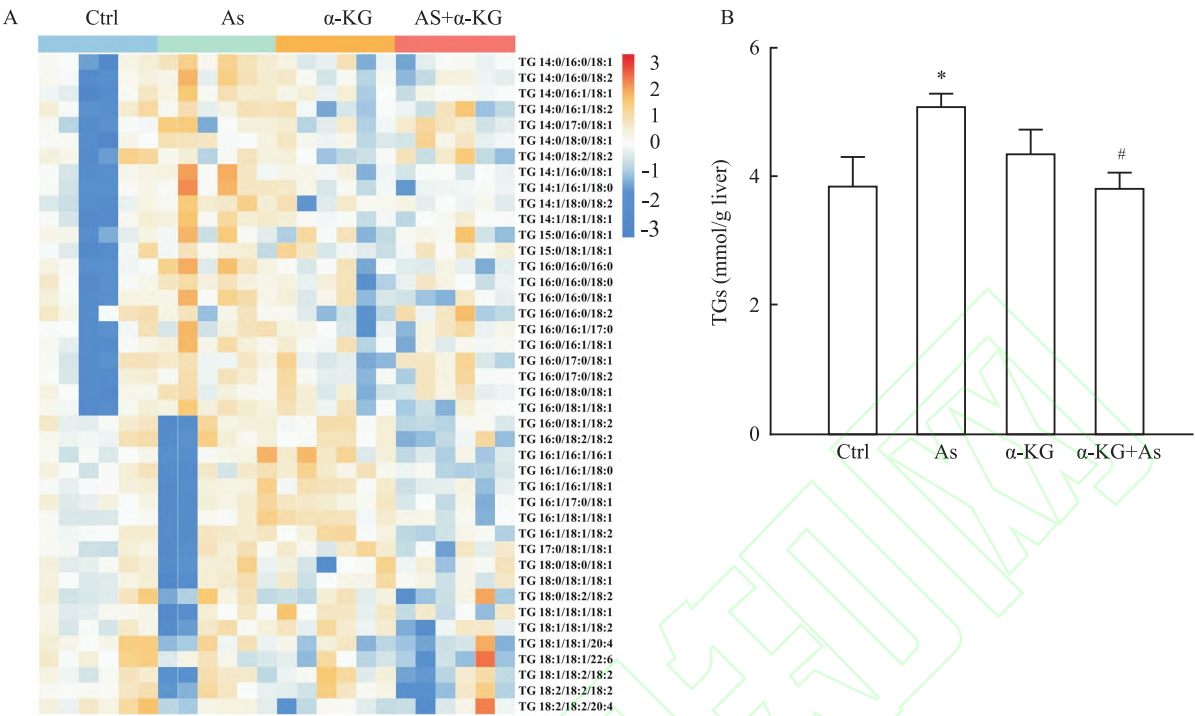 A
Ctrl
As
α-KG
AS+α-KG
TG 14:0/16:0/18:1
TG 14:0/16:0/18:2
TG 14:0/16:1/18:1
TG 14:0/16:1/18:2
TG 14:0/17:0/18:1
TG 14:0/18:0/18:1
TG 14:0/18:2/18:2
TG 14:1/16:0/18:1
TG 14:1/16:1/18:0
TG 14:1/18:0/18:2
TG 14:1/18:1/18:1
TG 15:0/16:0/18:1
TG 15:0/18:1/18:1
TG 16:0/16:0/16:0
TG 16:0/16:0/18:0
TG 16:0/16:0/18:1
TG 16:0/16:0/18:2
TG 16:0/16:1/17:0
TG 16:0/16:1/18:1
TG 16:0/17:0/18:1
TG 16:0/17:0/18:2
TG 16:0/18:0/18:1
TG 16:0/18:1/18:1
TG 16:0/18:1/18:2
TG 16:0/18:2/18:2
TG 16:1/16:1/16:1
TG 16:1/16:1/18:0
TG 16:1/16:1/18:1
TG 16:1/17:0/18:1
TG 16:1/18:1/18:1
TG 16:1/18:1/18:2
TG 17:0/18:1/18:1
TG 18:0/18:0/18:1
TG 18:0/18:1/18:1
TG 18:0/18:2/18:2
TG 18:1/18:1/18:1
TG 18:1/18:1/18:2
TG 18:1/18:1/20:4
TG 18:1/18:1/22:6
TG 18:1/18:2/18:2
TG 18:2/18:2/18:2
TG 18:2/18:2/20:4
3
2
1
0
-1
-2
-3
B
TGs (mmol/g liver)
6
4
2
0
*
#
Ctrl
As
α-KG
α-KG+As